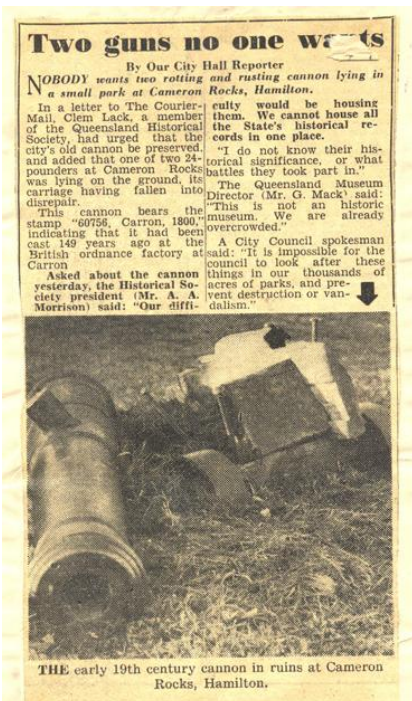 Two guns no one wants
By Our City Hall Reporter
NOBODY wants two rotting and rusting cannon lying in
a small park at Cameron Rocks, Hamilton.
In a letter to The Courier-
Mail, Clem Lack, a member
of the Queensland Historical
Society, had urged that the
city's old cannon be preserved,
and added that one of two 24-
pounders at Cameron Rocks
was lying on the ground, its
carriage having fallen into
disrepair.
This cannon bears the
stamp "60756, Carron, 1800,"
indicating that it had been
cast 149 years ago at the
British ordnance factory at
Carron
Asked about the cannon
yesterday, the Historical So-
ciety president (Mr. A. A.
Morrison) said: "Our diffi-
culty would be housing
them. We cannot house all
the State's historical re-
cords in one place.
"I do not know their his-
torical significance, or what
battles they took part in."
The Queensland Museum
Director (Mr. G. Mack) said:
"This is not an historic
museum. We are already
overcrowded."
A City Council spokesman
said: "It is impossible for the
council to look after these
things in our thousands of
acres of parks, and pre-
vent destruction or van-
dalism."
THE early 19th century cannon in ruins at Cameron
Rocks, Hamilton.